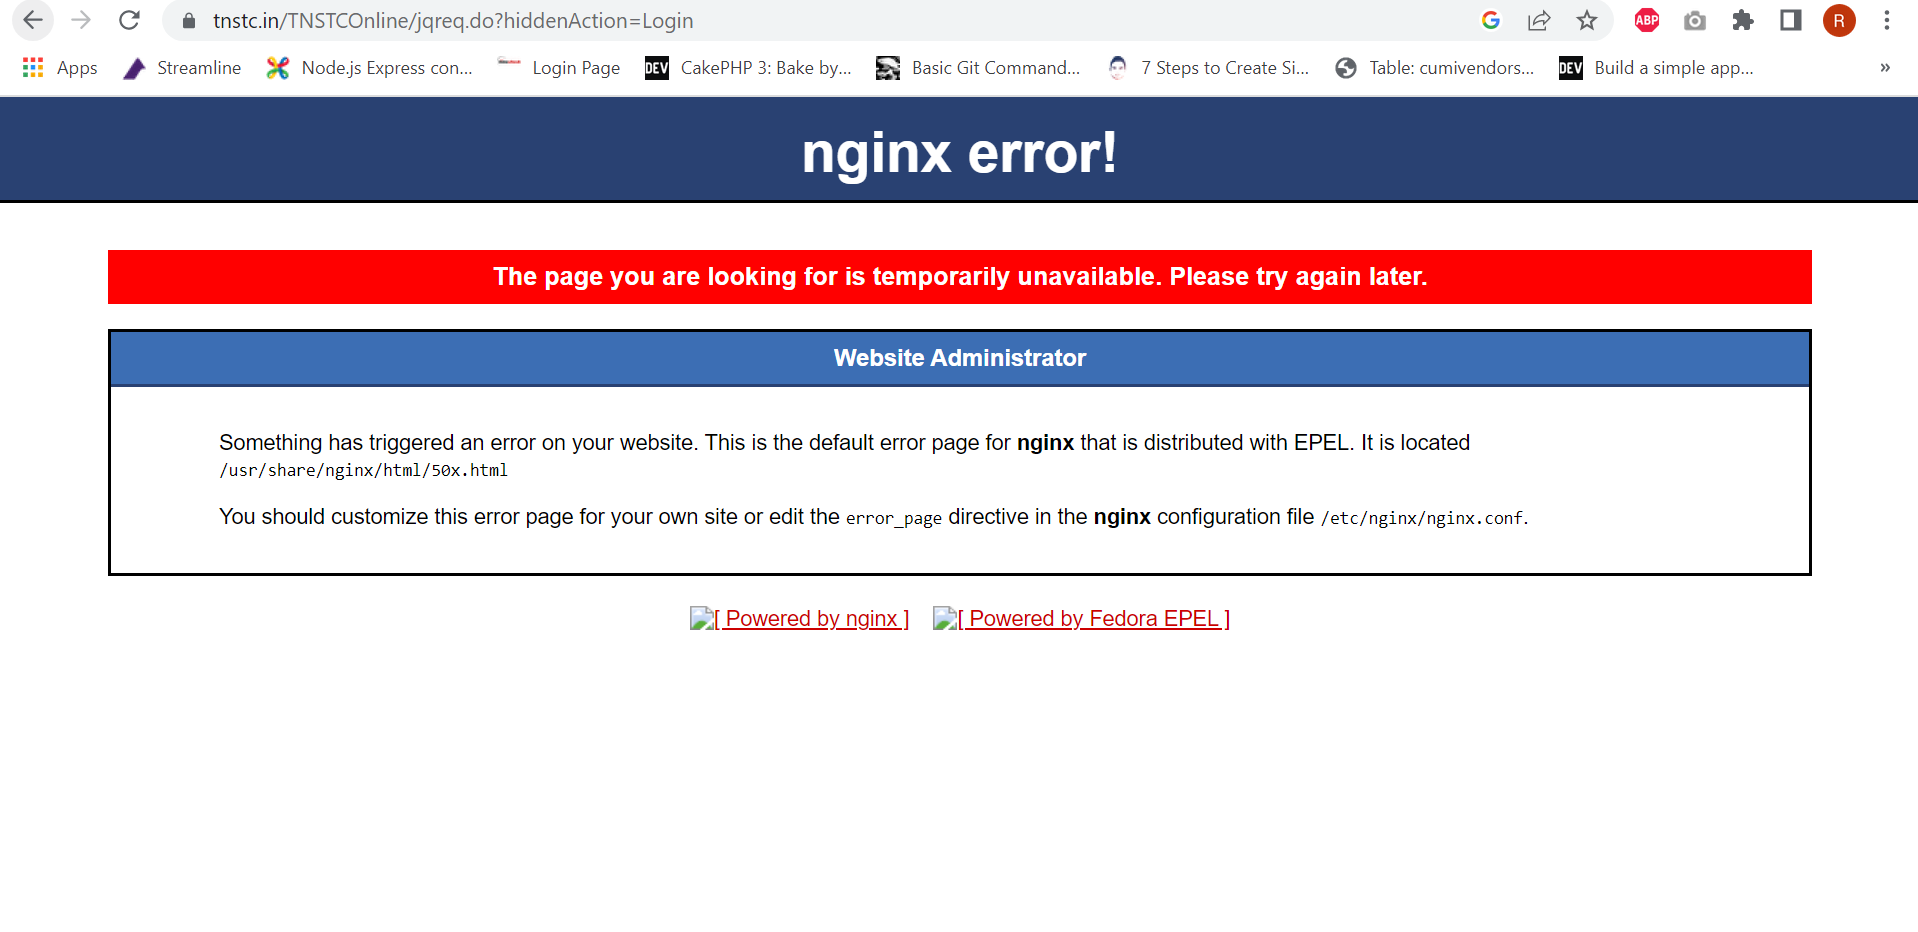 tnstc.in/TNSTCOnline/jqreq.do?hiddenAction=Login
ABP
R
Apps
Streamline
Node.js Express con...
Login Page
DEV
CakePHP 3: Bake by...
Basic Git Command...
7 Steps to Create Si...
Table: cumivendors...
DEV
Build a simple app...
»
nginx error!
The page you are looking for is temporarily unavailable. Please try again later.
Website Administrator
Something has triggered an error on your website. This is the default error page for nginx that is distributed with EPEL. It is located
/usr/share/nginx/html/50x.html
You should customize this error page for your own site or edit the error_page directive in the nginx configuration file /etc/nginx/nginx.conf.
[ Powered by nginx ]
[ Powered by Fedora EPEL ]